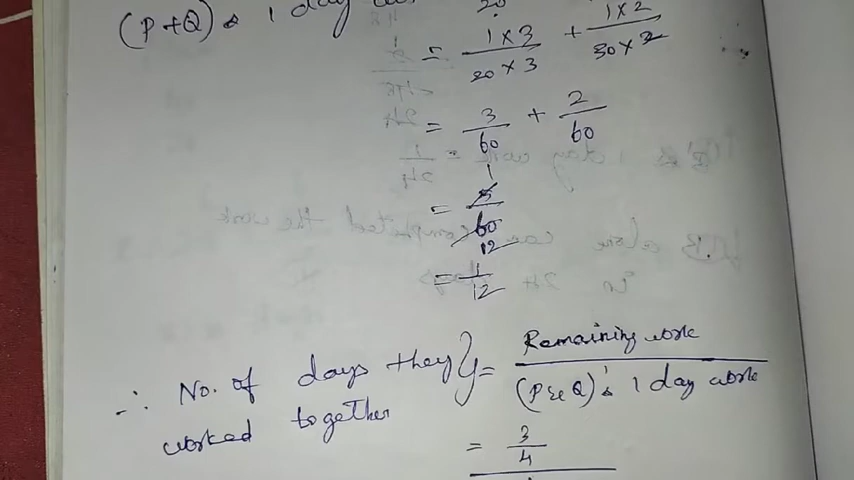 (P+Q)'s 1 day
= 1×3/20×3 + 1×2/30×2
= 3/60 + 2/60
= 5/60 1 12
= 1/12
∴ No. of days they worked together } = Remaining work / (P & Q)'s 1 day work
= 3/4